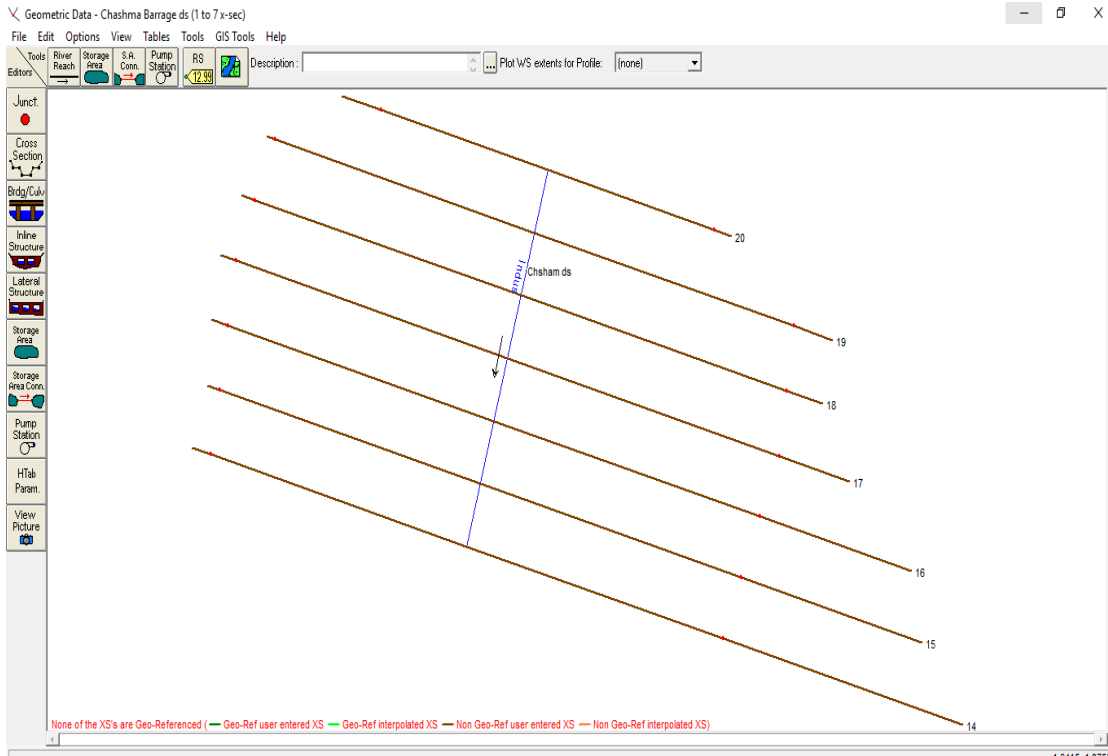 Geometric Data - Chashma Barrage ds (1 to 7 x-sec)
File Edit Options View Tables Tools GIS Tools Help
Tools
Editors
River
Reach
Storage
Area
S.A.
Conn.
Pump
Station
RS
12.99
Description :
...
Plot WS extents for Profile:
(none)
Junct.
Cross
Section
Brdg/Culv
Inline
Structure
Lateral
Structure
Storage
Area
Storage
Area Conn.
Pump
Station
HTab
Param.
View
Picture
20
Indus
Chsham ds
19
18
17
16
15
14
None of the XS's are Geo-Referenced ( Geo-Ref user entered XS Geo-Ref interpolated XS Non Geo-Ref user entered XS Non Geo-Ref interpolated XS)